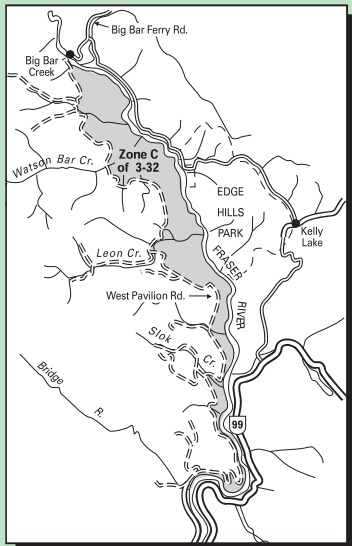 Big Bar Ferry Rd.
Big Bar
Creek
Watson Bar Cr.
Zone C
of 3-32
EDGE
HILLS
PARK
Kelly
Lake
Leon Cr.
FRASER
RIVER
West Pavilion Rd.
Slok
Cr.
Bridge
R.
99